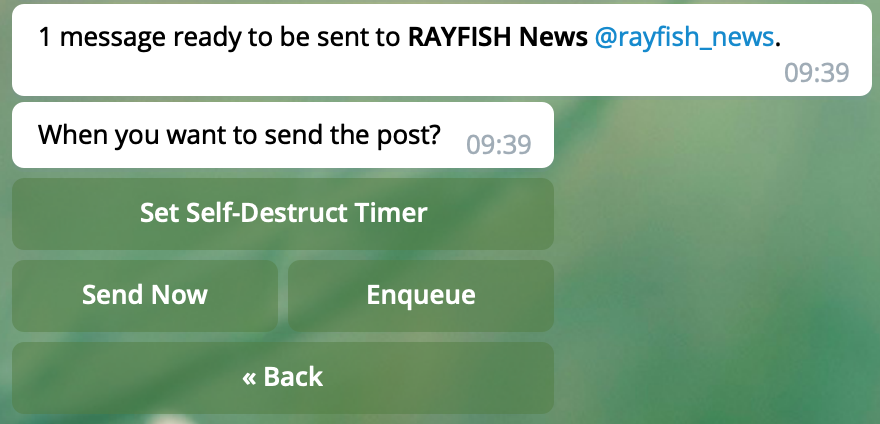 1 message ready to be sent to RAYFISH News @rayfish_news.
09:39
When you want to send the post? 09:39
Set Self-Destruct Timer
Send Now Enqueue
« Back